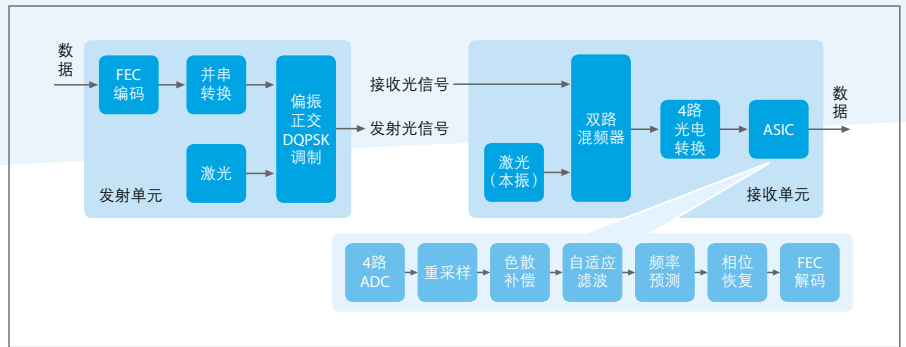 数
据
FEC
编码
并串
转换
偏振
正交
DQPSK
调制
激光
发射单元
接收光信号
发射光信号
双路
混频器
激光
（本振）
4路
光电
转换
ASIC
数
据
接收单元
4路
ADC
重采样
色散
补偿
自适应
滤波
频率
预测
相位
恢复
FEC
解码